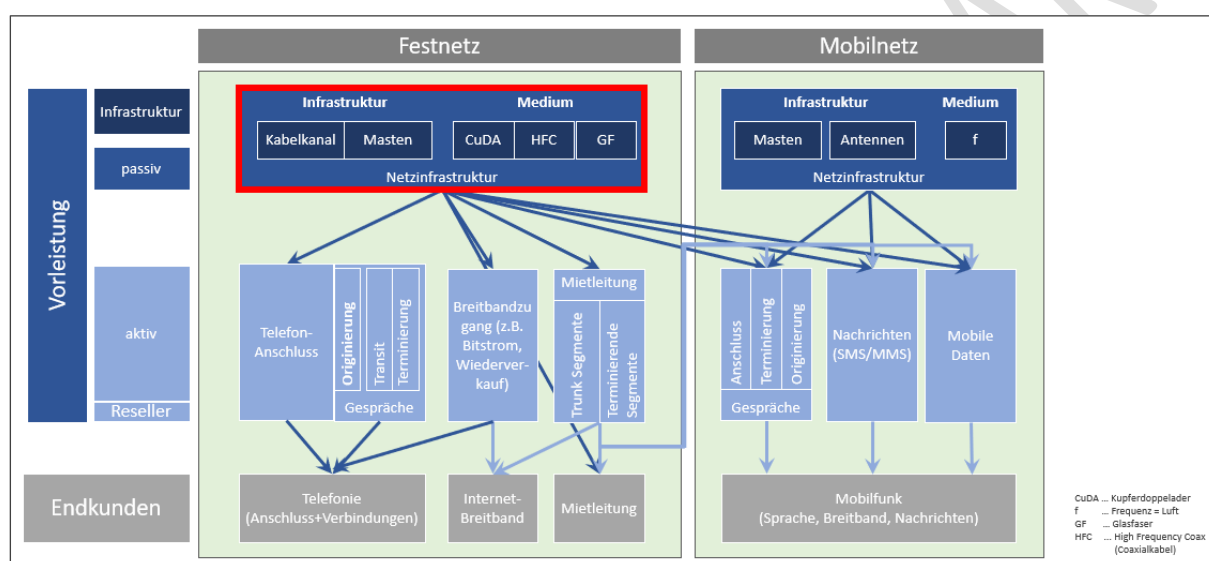 Festnetz
Mobilnetz
Vorleistung
Infrastruktur
passiv
aktiv
Reseller
Endkunden
Infrastruktur
Medium
Kabelkanal
Masten
CuDA
HFC
GF
Netzinfrastruktur
Infrastruktur
Medium
Masten
Antennen
f
Netzinfrastruktur
Telefon-
Anschluss
Originierung
Transit
Terminierung
Gespräche
Breitbandzu
gang (z.B.
Bitstrom,
Wiederver-
kauf)
Mietleitung
Trunk Segmente
Terminierende
Segmente
Anschluss
Terminierung
Originierung
Gespräche
Nachrichten
(SMS/MMS)
Mobile
Daten
Telefonie
(Anschluss+Verbindungen)
Internet-
Breitband
Mietleitung
Mobilfunk
(Sprache, Breitband, Nachrichten)
CuDA ... Kupferdoppelader
f ... Frequenz = Luft
GF ... Glasfaser
HFC ... High Frequency Coax
(Coaxialkabel)